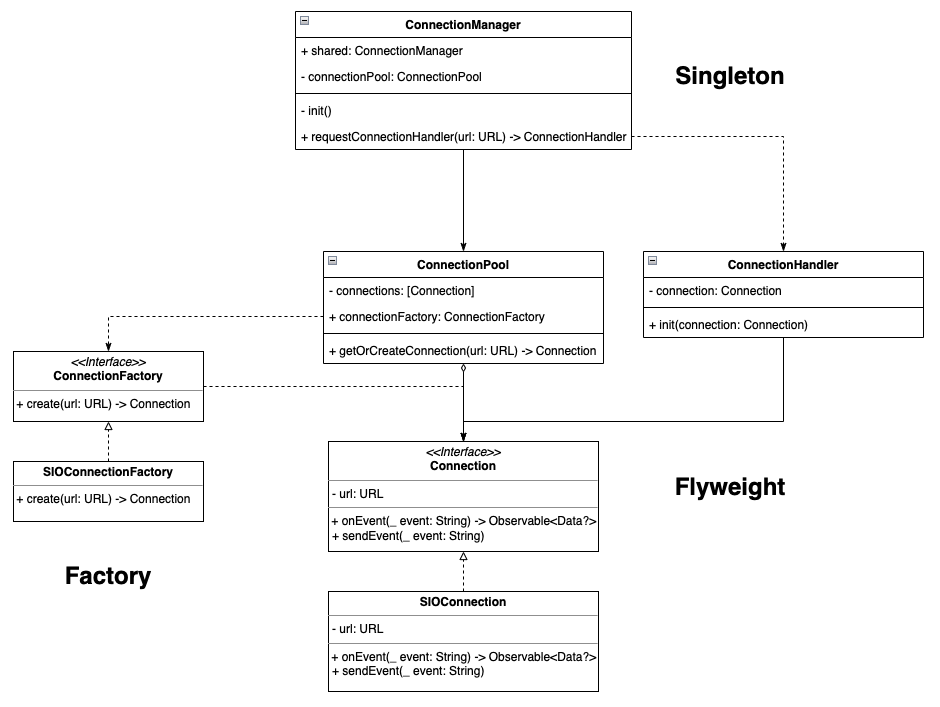 ConnectionManager
+ shared: ConnectionManager
- connectionPool: ConnectionPool
- init()
+ requestConnectionHandler(url: URL) -> ConnectionHandler
Singleton
ConnectionPool
- connections: [Connection]
+ connectionFactory: ConnectionFactory
+ getOrCreateConnection(url: URL) -> Connection
ConnectionHandler
- connection: Connection
+ init(connection: Connection)
<<Interface>>
ConnectionFactory
+ create(url: URL) -> Connection
SIOConnectionFactory
+ create(url: URL) -> Connection
Factory
<<Interface>>
Connection
- url: URL
+ onEvent(_ event: String) -> Observable<Data?>
+ sendEvent(_ event: String)
Flyweight
SIOConnection
- url: URL
+ onEvent(_ event: String) -> Observable<Data?>
+ sendEvent(_ event: String)